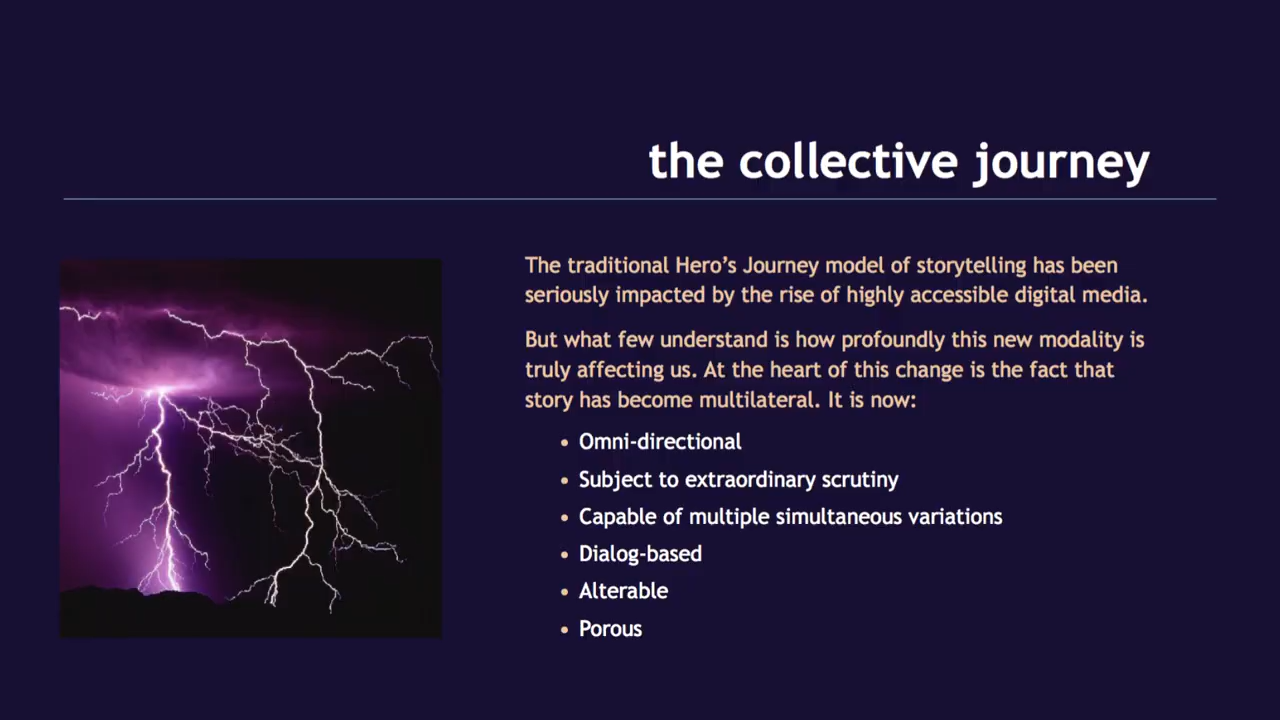 the collective journey
The traditional Hero’s Journey model of storytelling has been
seriously impacted by the rise of highly accessible digital media.
But what few understand is how profoundly this new modality is
truly affecting us. At the heart of this change is the fact that
story has become multilateral. It is now:
• Omni-directional
• Subject to extraordinary scrutiny
• Capable of multiple simultaneous variations
• Dialog-based
• Alterable
• Porous